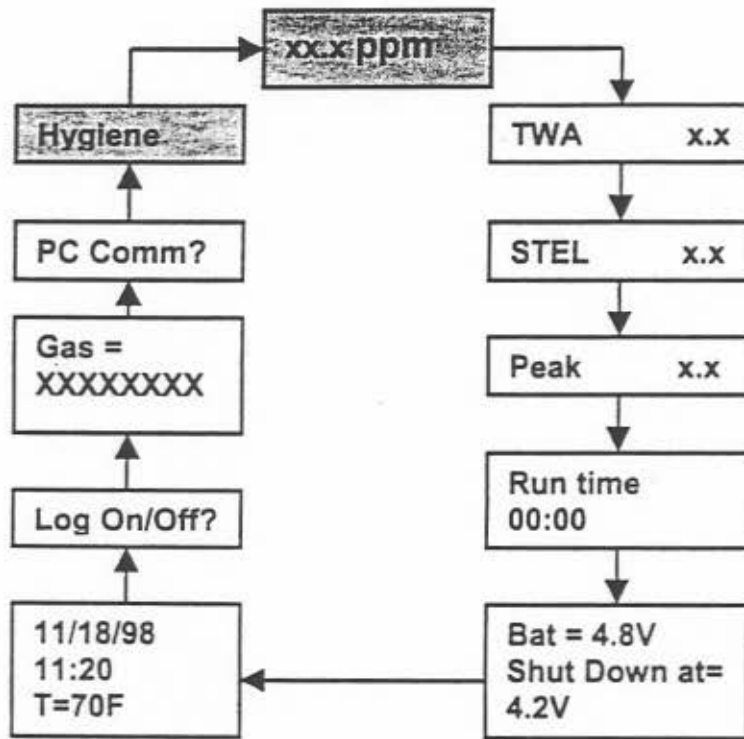 xx.x ppm
Hygiene
TWA x.x
PC Comm?
STEL x.x
Gas =
XXXXXXXX
Peak x.x
Run time
00:00
Log On/Off?
11/18/98
11:20
T=70F
Bat = 4.8V
Shut Down at=
4.2V